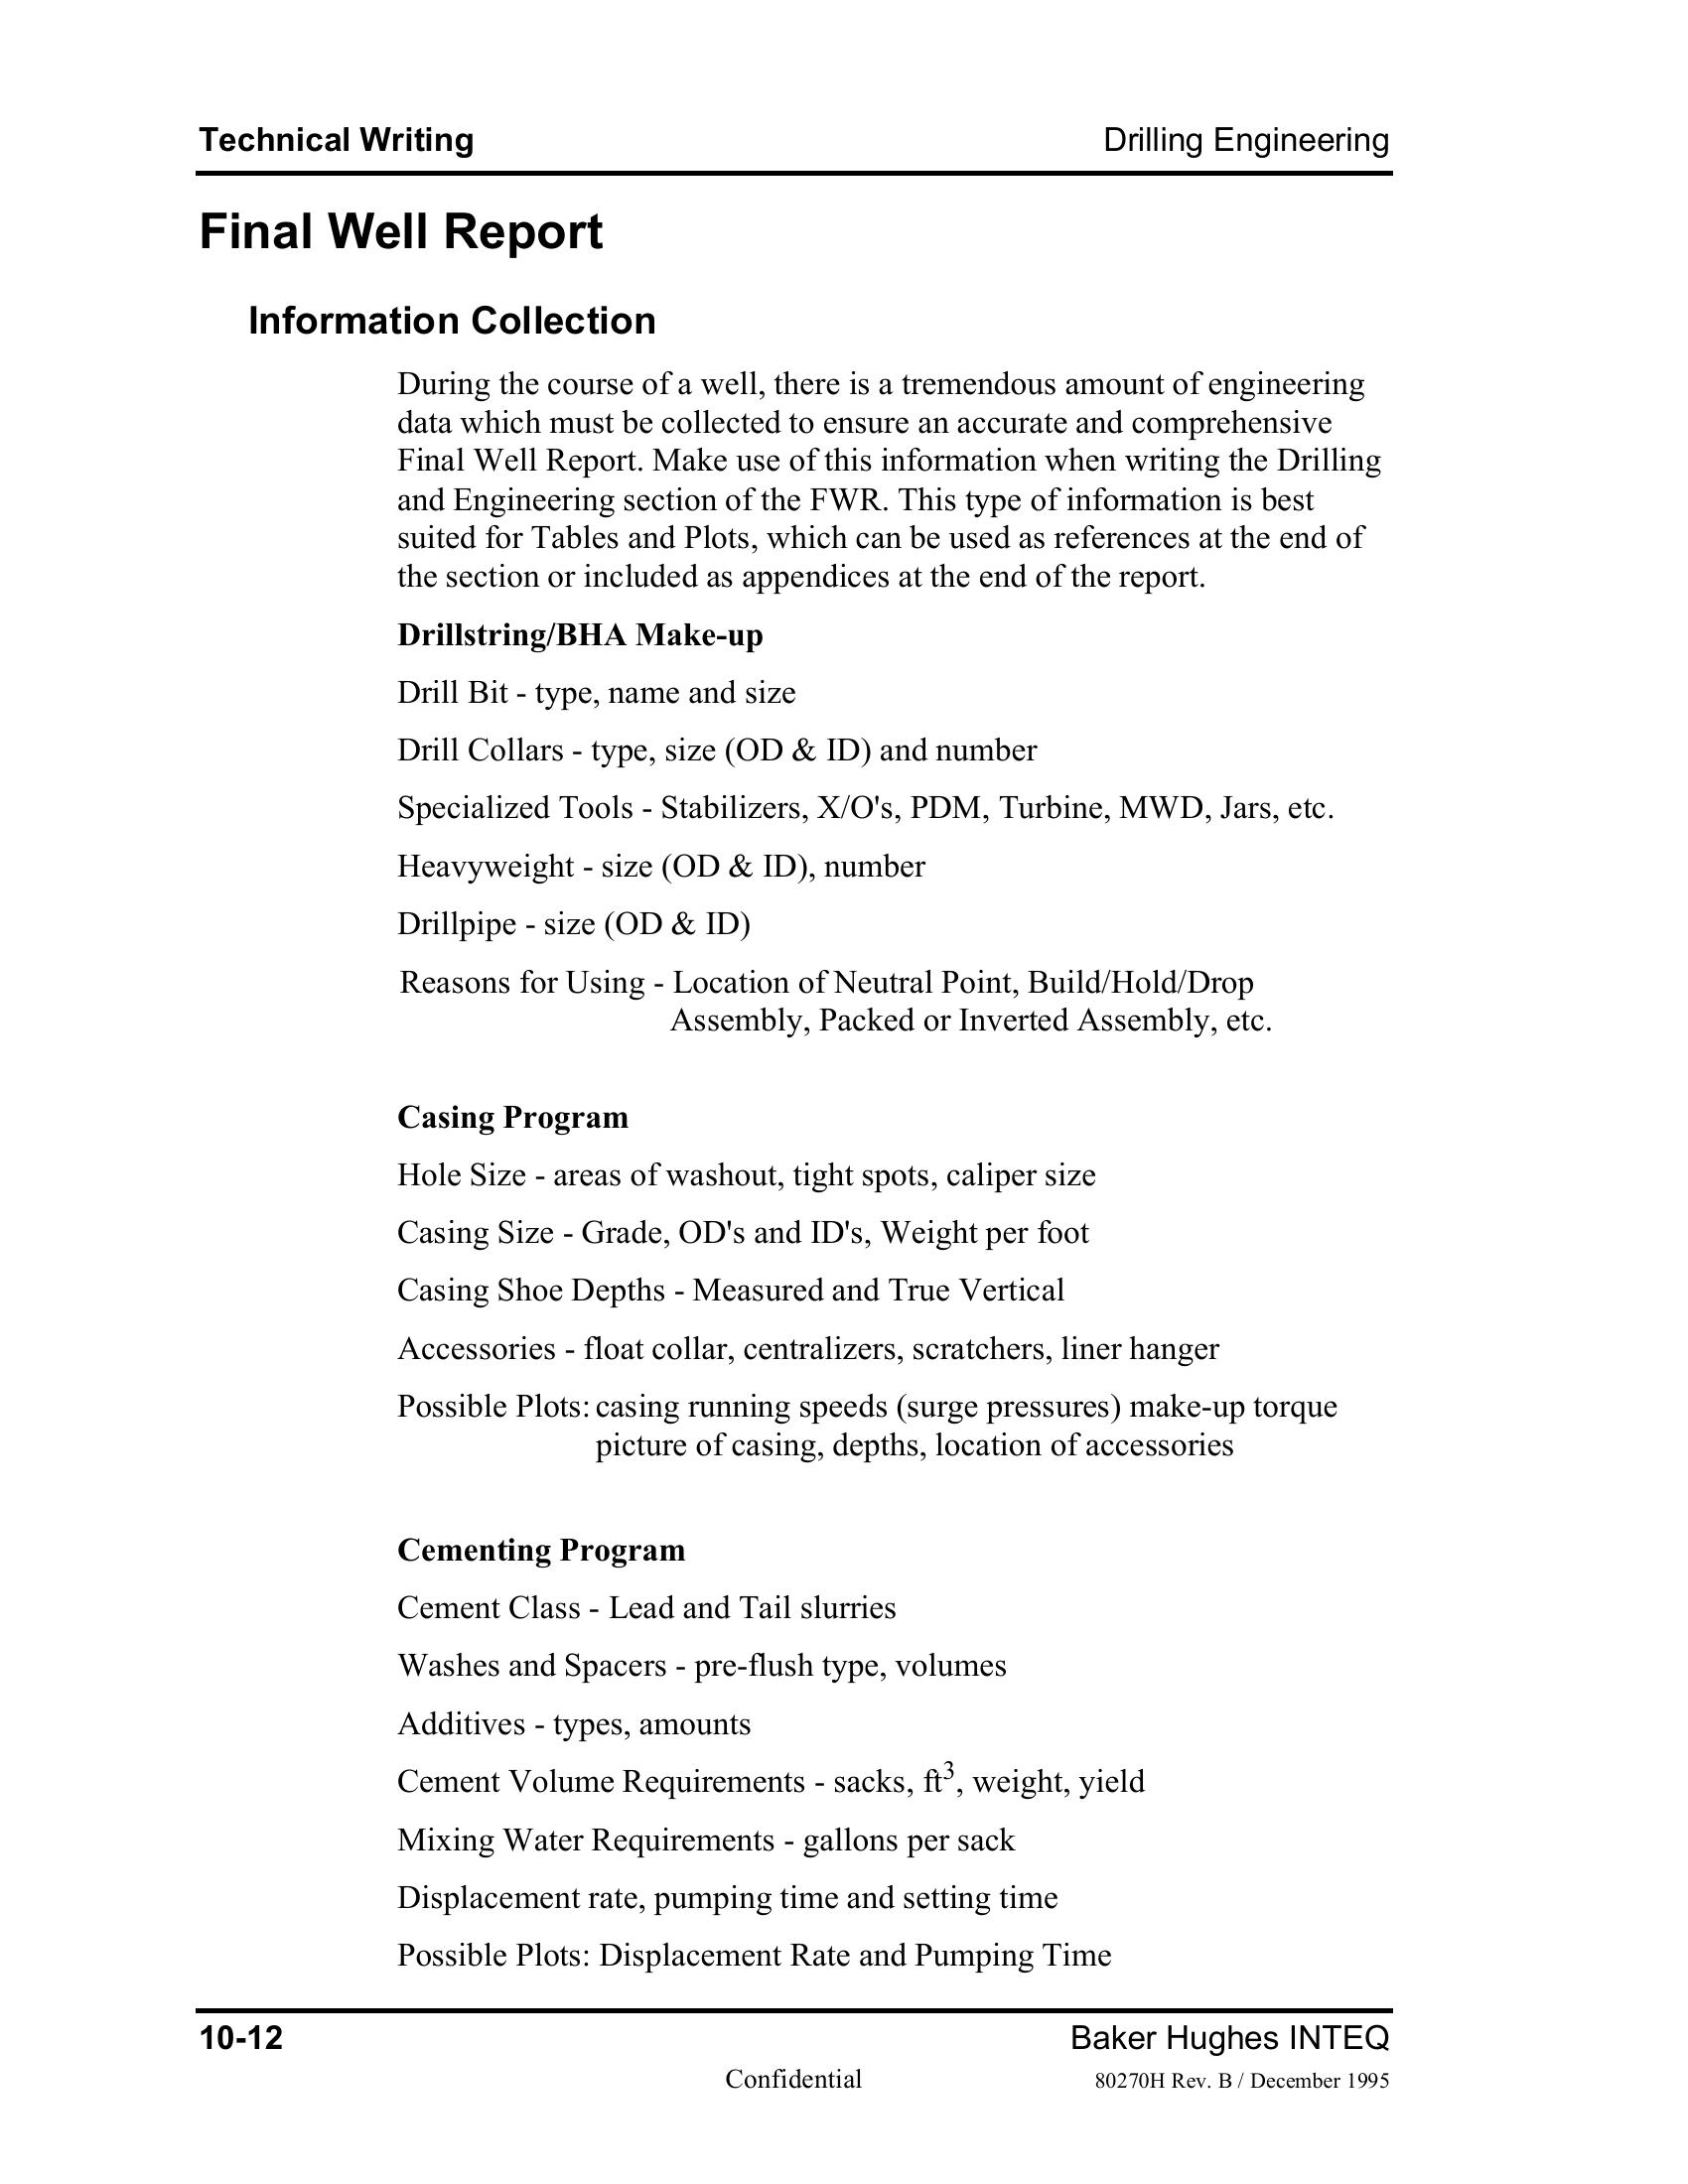 Technical Writing Drilling Engineering
Final Well Report
Information Collection
During the course of a well, there is a tremendous amount of engineering
data which must be collected to ensure an accurate and comprehensive
Final Well Report. Make use of this information when writing the Drilling
and Engineering section of the FWR. This type of information is best
suited for Tables and Plots, which can be used as references at the end of
the section or included as appendices at the end of the report.
Drillstring/BHA Make-up
Drill Bit - type, name and size
Drill Collars - type, size (OD & ID) and number
Specialized Tools - Stabilizers, X/O's, PDM, Turbine, MWD, Jars, etc.
Heavyweight - size (OD & ID), number
Drillpipe - size (OD & ID)
Reasons for Using - Location of Neutral Point, Build/Hold/Drop
Assembly, Packed or Inverted Assembly, etc.
Casing Program
Hole Size - areas of washout, tight spots, caliper size
Casing Size - Grade, OD's and ID's, Weight per foot
Casing Shoe Depths - Measured and True Vertical
Accessories - float collar, centralizers, scratchers, liner hanger
Possible Plots: casing running speeds (surge pressures) make-up torque
picture of casing, depths, location of accessories
Cementing Program
Cement Class - Lead and Tail slurries
Washes and Spacers - pre-flush type, volumes
Additives - types, amounts
Cement Volume Requirements - sacks, ft³, weight, yield
Mixing Water Requirements - gallons per sack
Displacement rate, pumping time and setting time
Possible Plots: Displacement Rate and Pumping Time
10-12 Baker Hughes INTEQ
Confidential 80270H Rev. B / December 1995